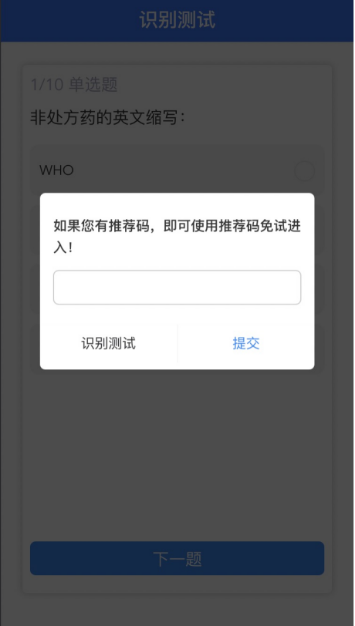 识别测试
1/10 单选题
非处方药的英文缩写：
WHO
如果您有推荐码，即可使用推荐码免试进
入！
识别测试
提交
下一题